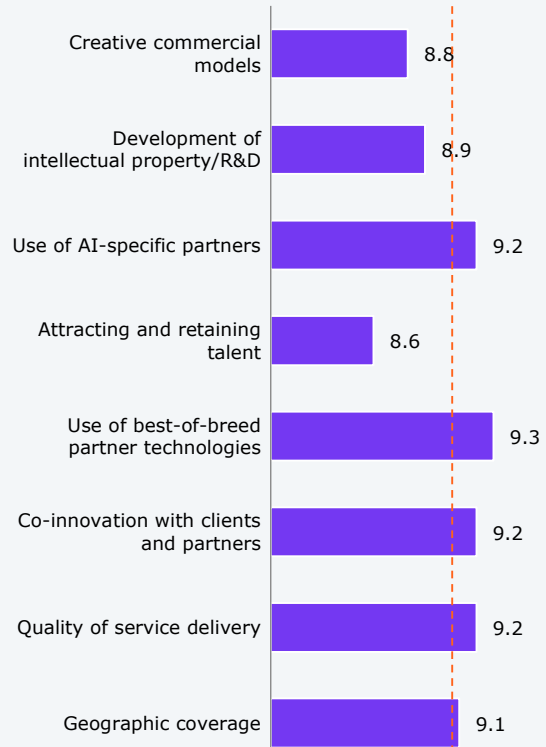 Creative commercial
models
8.8
Development of
intellectual property/R&D
8.9
Use of AI-specific partners
9.2
Attracting and retaining
talent
8.6
Use of best-of-breed
partner technologies
9.3
Co-innovation with clients
and partners
9.2
Quality of service delivery
9.2
Geographic coverage
9.1